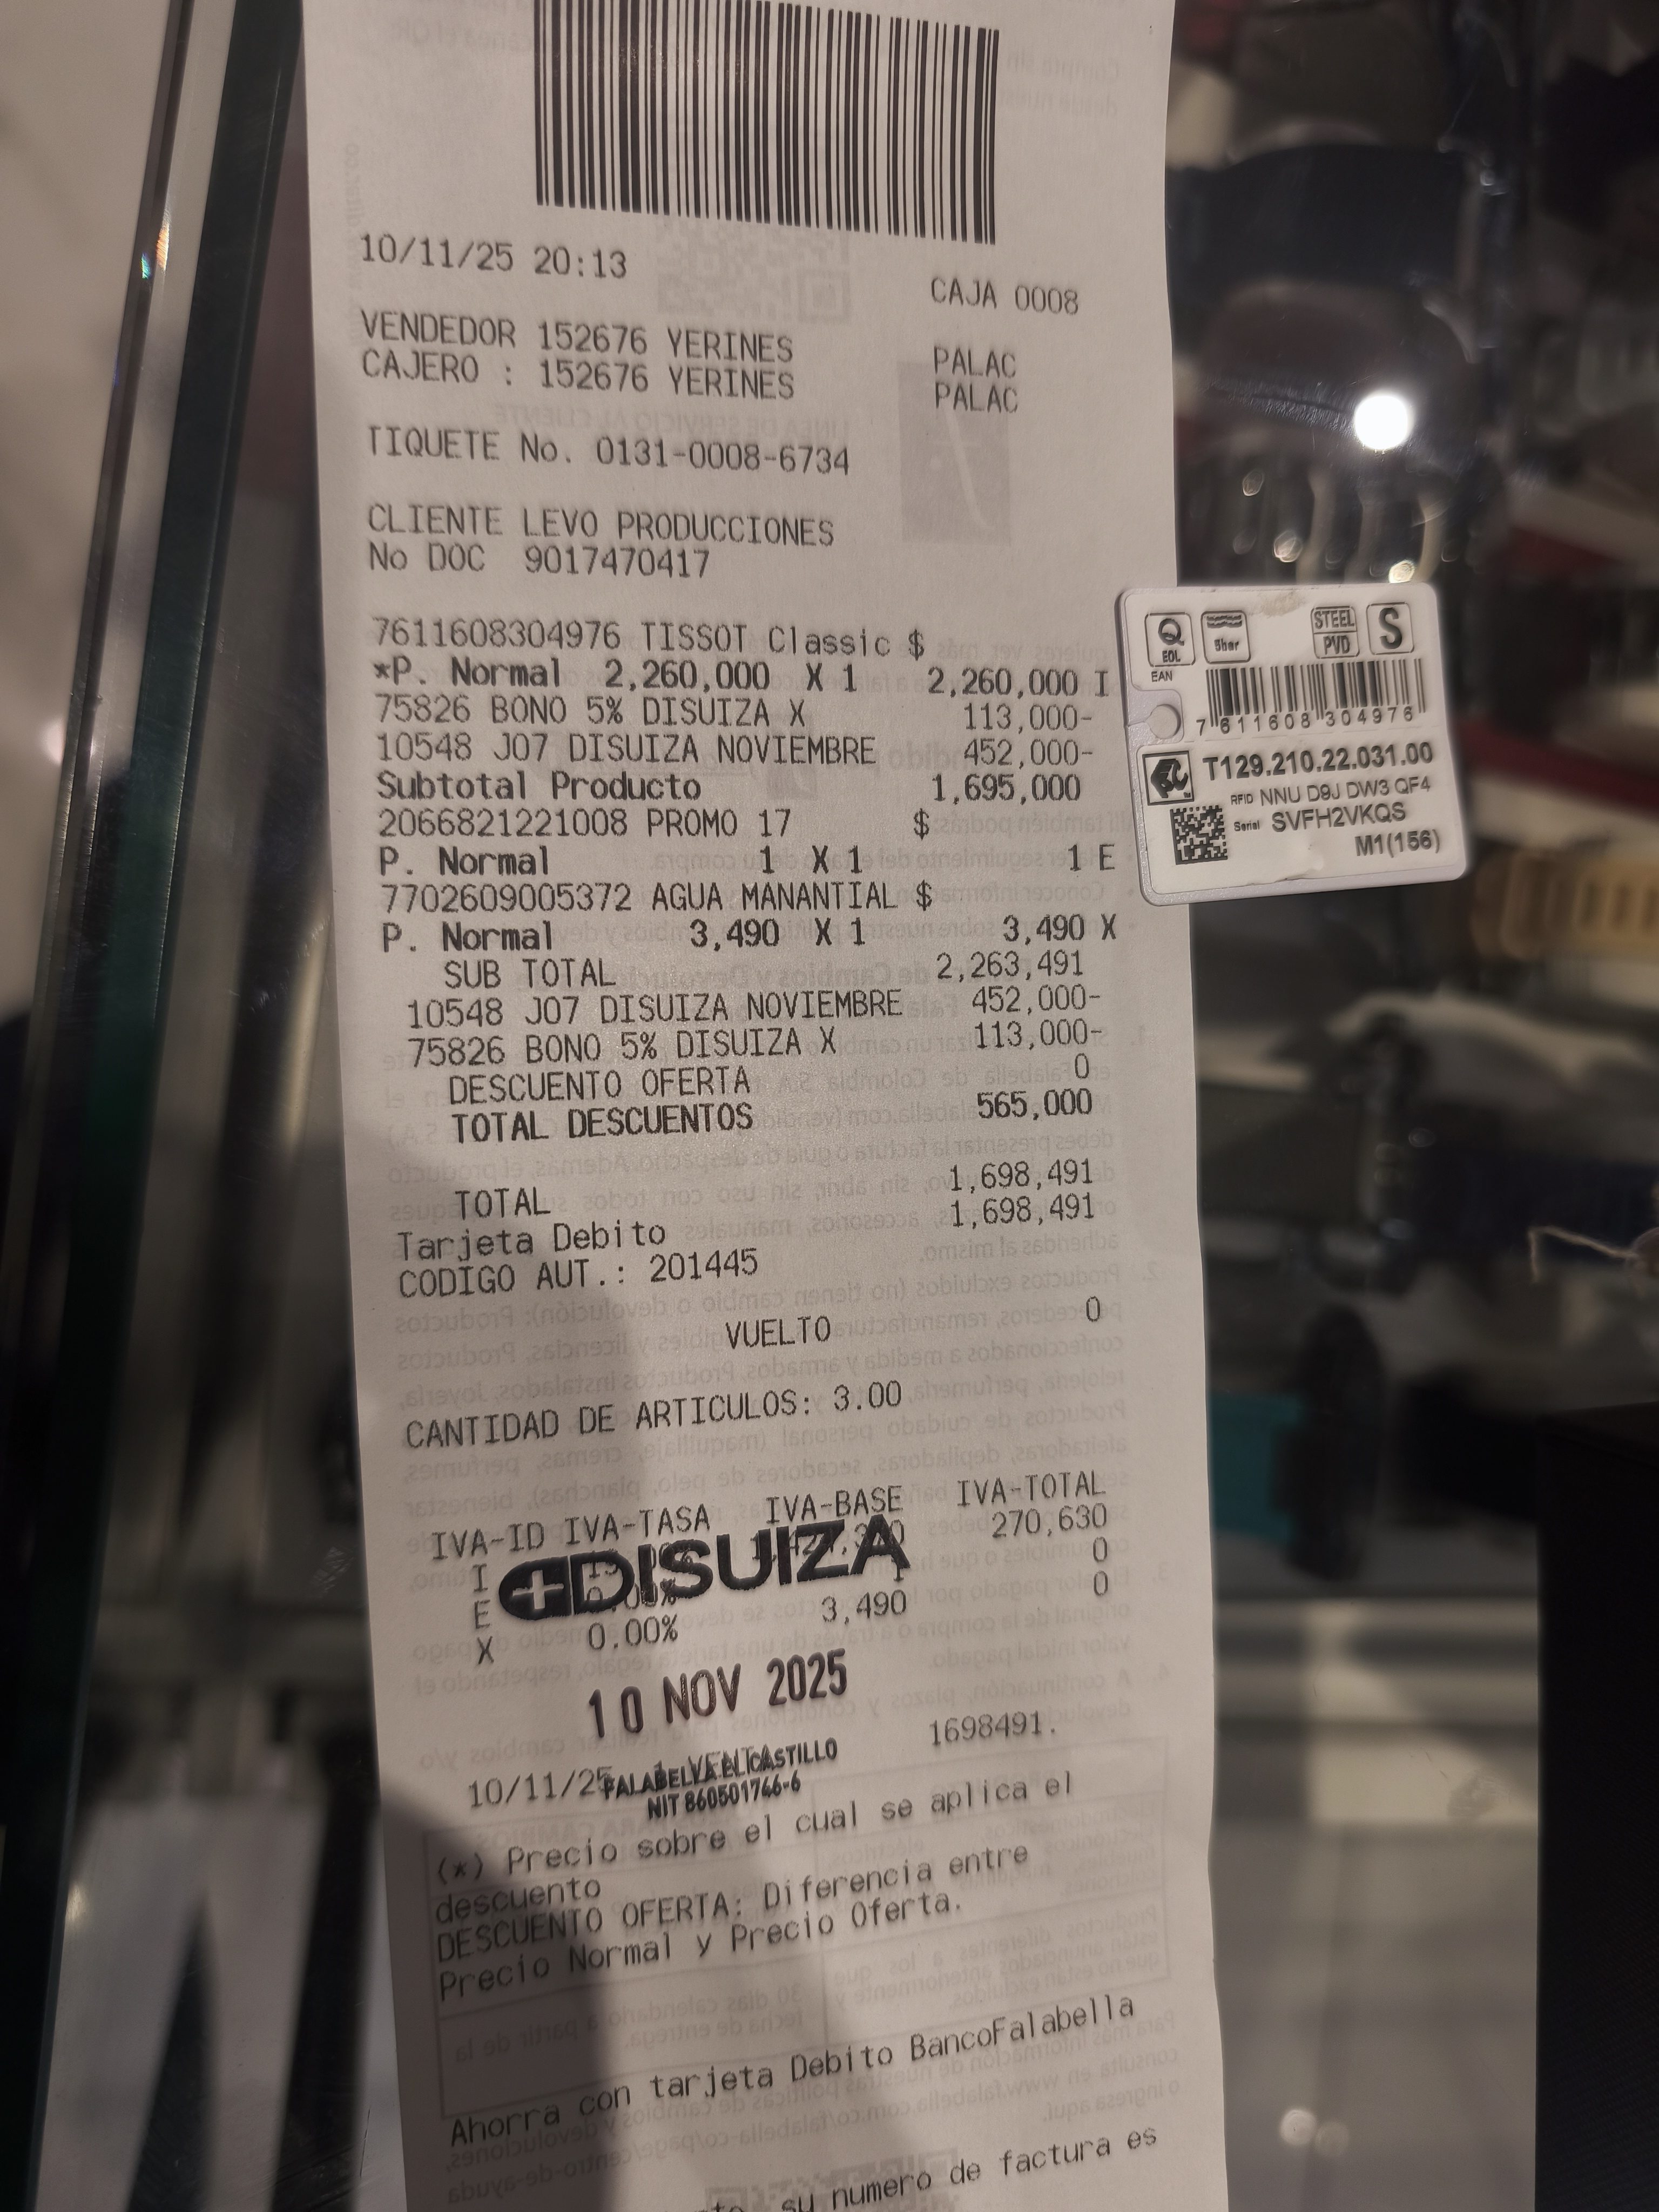 10/11/25 20:13 CAJA 0008
VENDEDOR 152676 YERINES PALAC
CAJERO : 152676 YERINES PALAC
TIQUETE No. 0131-0008-6734
CLIENTE LEVO PRODUCCIONES
No DOC 9017470417
7611608304976 TISSOT Classic $
*P. Normal 2,260,000 X 1 2,260,000 I
75826 BONO 5% DISUIZA X 113,000-
10548 J07 DISUIZA NOVIEMBRE 452,000-
Subtotal Producto 1,695,000
2066821221008 PROMO 17 $
P. Normal 1 X 1 1 E
7702609005372 AGUA MANANTIAL $
P. Normal 3,490 X 1 3,490 X
SUB TOTAL 2,263,491
10548 J07 DISUIZA NOVIEMBRE 452,000-
75826 BONO 5% DISUIZA X 113,000-
DESCUENTO OFERTA 0
TOTAL DESCUENTOS 565,000
TOTAL 1,698,491
Tarjeta Debito 1,698,491
CODIGO AUT.: 201445
VUELTO 0
CANTIDAD DE ARTICULOS: 3.00
IVA-ID IVA-TASA IVA-BASE IVA-TOTAL
I 270,630
E 0
X 0.00% 3,490 0
DISUIZA
10 NOV 2025
10/11/25 VENTA 1698491.
FALABELLA EL CASTILLO
NIT 860501746-6
(*) Precio sobre el cual se aplica el
descuento
DESCUENTO OFERTA: Diferencia entre
Precio Normal y Precio Oferta.
Ahorra con tarjeta Debito BancoFalabella
su numero de factura es
Q EOL
5bar
STEEL
PVD
S
EAN
7 611608 304976
T129.210.22.031.00
RFID NNU D9J DW3 QF4
Serial SVFH2VKQS
M1(156)